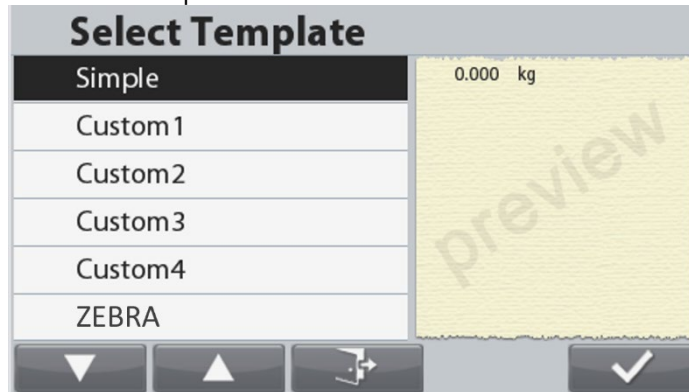 Select Template
Simple
Custom1
Custom2
Custom3
Custom4
ZEBRA
0.000 kg
preview